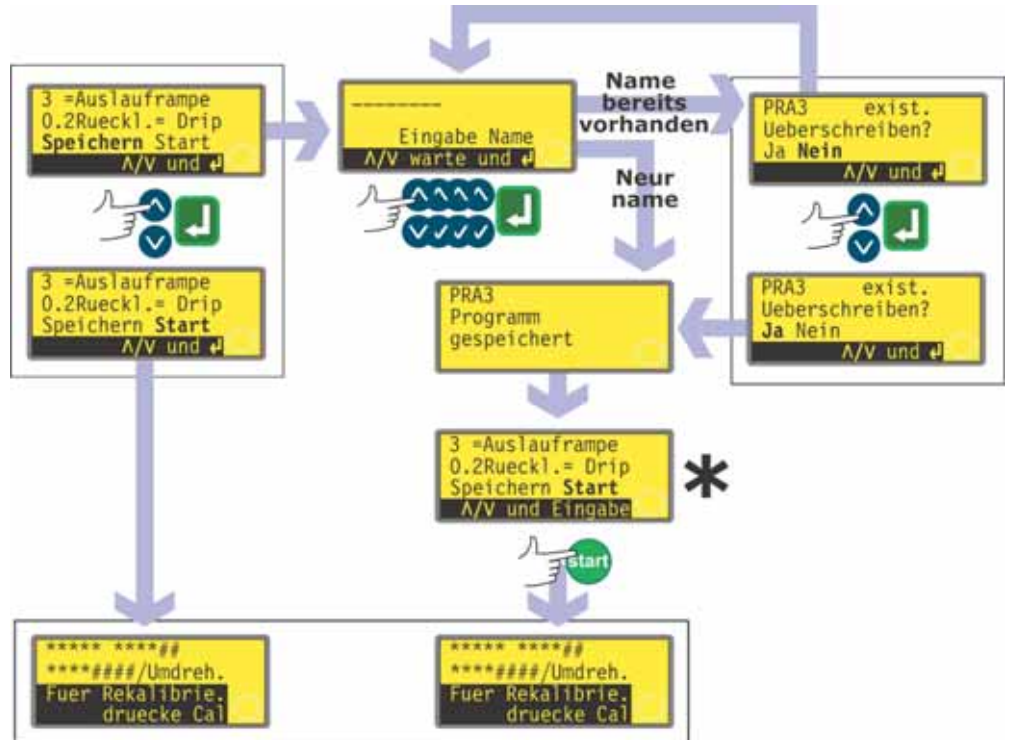 3 =Auslauframpe
0.2Rueckl.= Drip
Speichern Start
Λ/V und ↲
--------
Eingabe Name
Λ/V warte und ↲
Name
bereits
vorhanden
PRA3 exist.
Ueberschreiben?
Ja Nein
Λ/V und ↲
Neur
name
3 =Auslauframpe
0.2Rueckl.= Drip
Speichern Start
Λ/V und ↲
PRA3
Programm
gespeichert
PRA3 exist.
Ueberschreiben?
Ja Nein
Λ/V und ↲
3 =Auslauframpe
0.2Rueckl.= Drip
Speichern Start
Λ/V und Eingabe
*
start
***** ****##
****####/Umdreh.
Fuer Rekalibrie.
druecke Cal
***** ****##
****####/Umdreh.
Fuer Rekalibrie.
druecke Cal